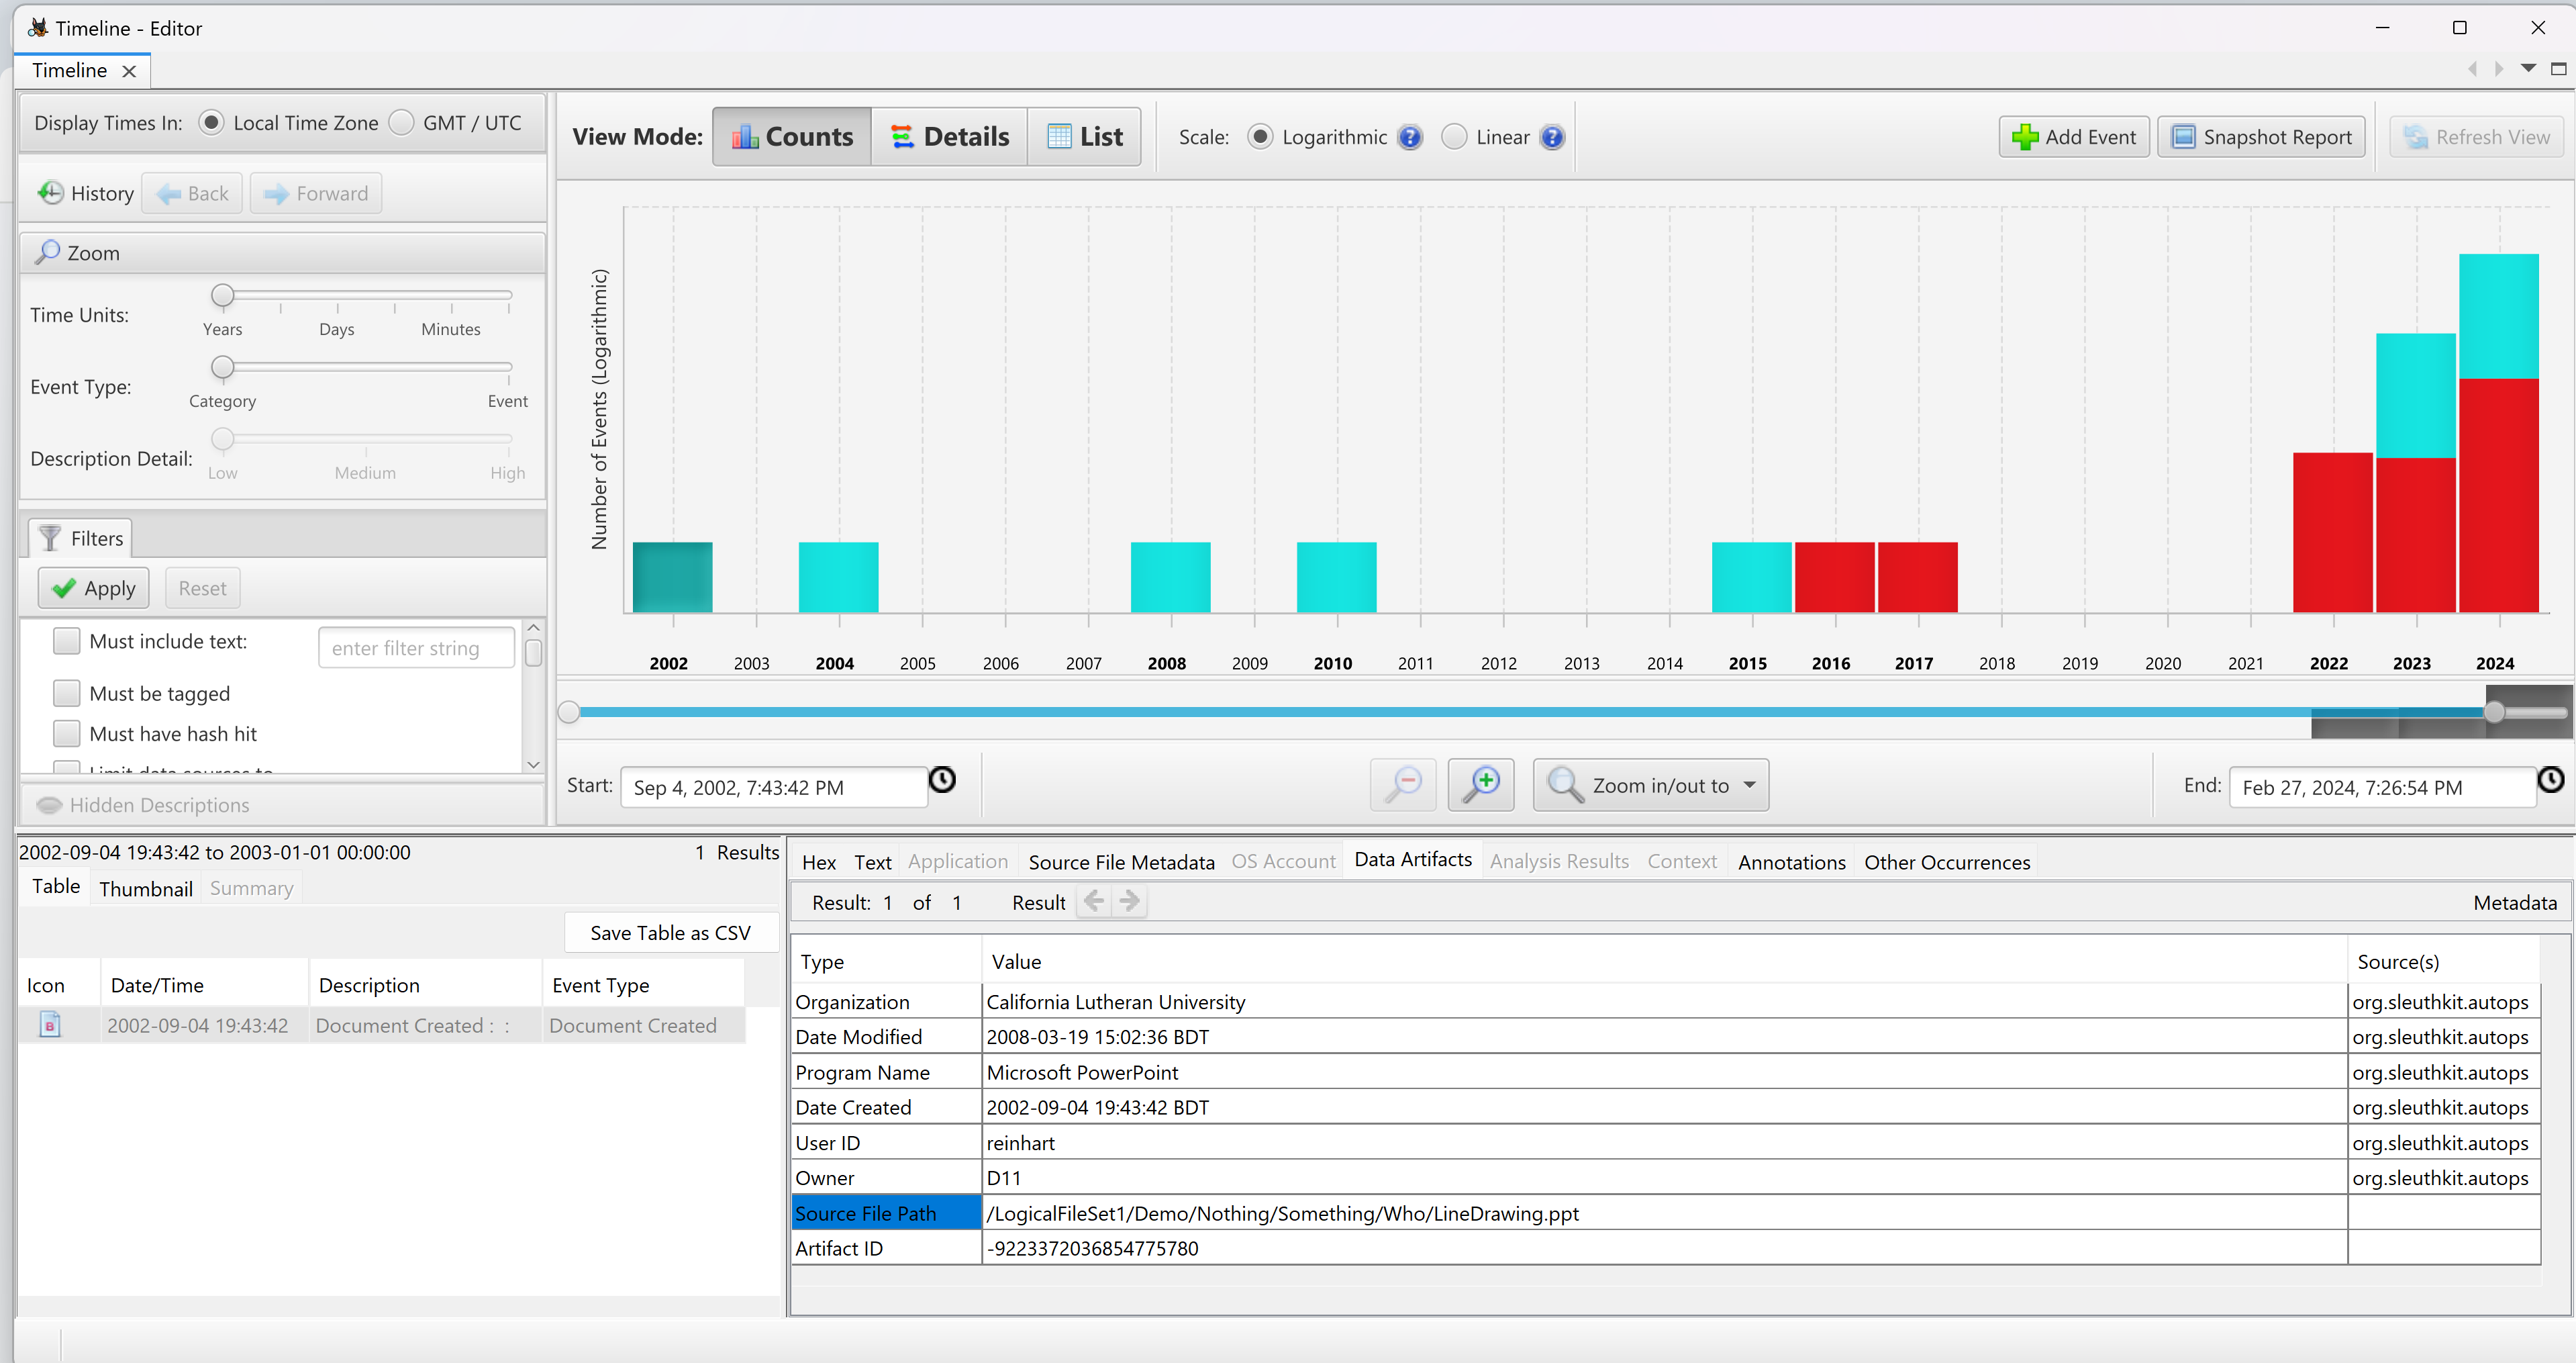 Timeline - Editor
Timeline
Display Times In: Local Time Zone GMT / UTC
History Back Forward
Zoom
Time Units:
Years Days Minutes
Event Type:
Category Event
Description Detail:
Low Medium High
Filters
Apply Reset
Must include text: enter filter string
Must be tagged
Must have hash hit
Limit data sources to
Hidden Descriptions
View Mode: Counts Details List Scale: Logarithmic ? Linear ? Add Event Snapshot Report Refresh View
Number of Events (Logarithmic)
2002 2003 2004 2005 2006 2007 2008 2009 2010 2011 2012 2013 2014 2015 2016 2017 2018 2019 2020 2021 2022 2023 2024
Start: Sep 4, 2002, 7:43:42 PM Zoom in/out to End: Feb 27, 2024, 7:26:54 PM
2002-09-04 19:43:42 to 2003-01-01 00:00:00 1 Results
Table Thumbnail Summary
Save Table as CSV
Icon Date/Time Description Event Type
2002-09-04 19:43:42 Document Created : : Document Created
Hex Text Application Source File Metadata OS Account Data Artifacts Analysis Results Context Annotations Other Occurrences
Result: 1 of 1 Result Metadata
Type Value Source(s)
Organization California Lutheran University org.sleuthkit.autops
Date Modified 2008-03-19 15:02:36 BDT org.sleuthkit.autops
Program Name Microsoft PowerPoint org.sleuthkit.autops
Date Created 2002-09-04 19:43:42 BDT org.sleuthkit.autops
User ID reinhart org.sleuthkit.autops
Owner D11 org.sleuthkit.autops
Source File Path /LogicalFileSet1/Demo/Nothing/Something/Who/LineDrawing.ppt
Artifact ID -9223372036854775780